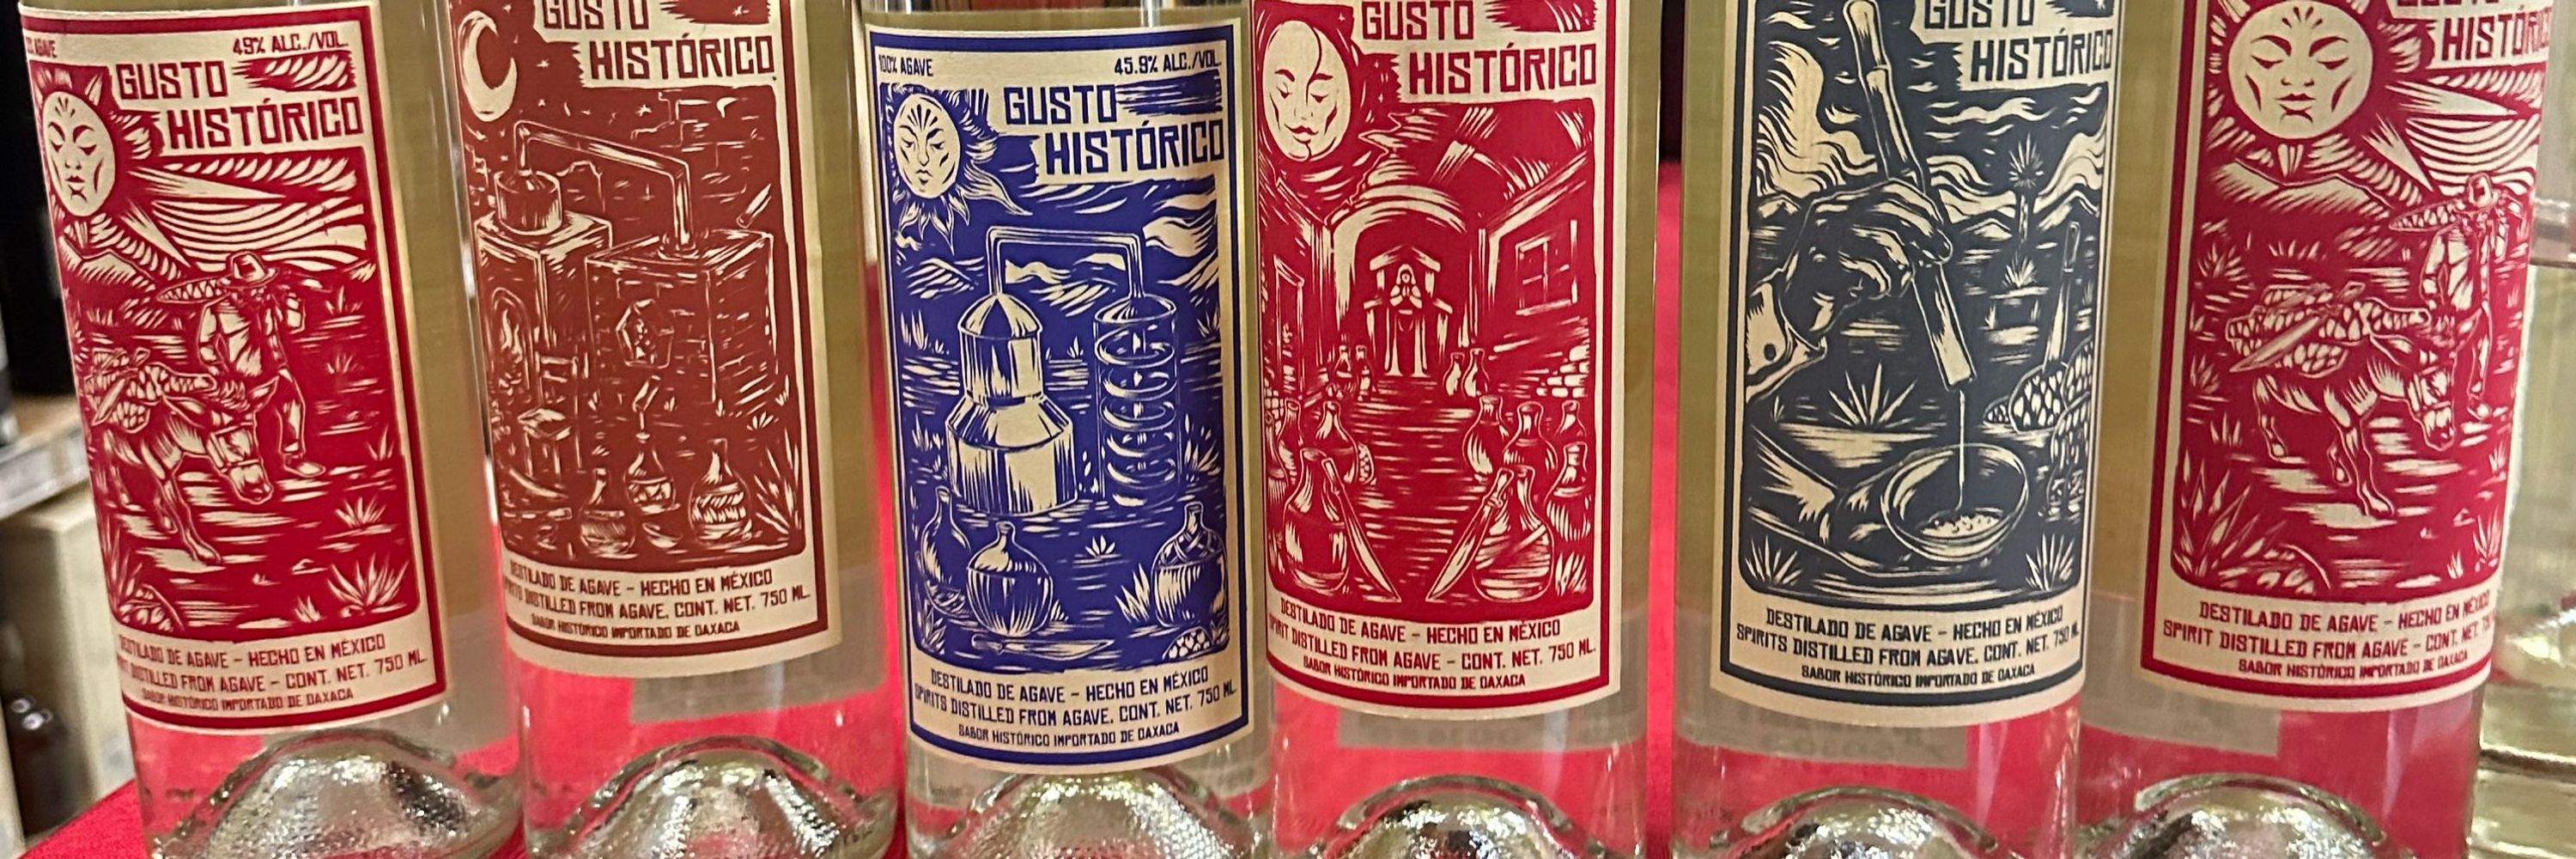 AGAVE
49% ALC./VOL.
GUSTO
HISTÓRICO
DESTILADO DE AGAVE - HECHO EN MÉXICO
DISTILLED FROM AGAVE - CONT. NET. 750 ML.
SABOR HISTÓRICO IMPORTADO DE OAXACA
GUSTO
HISTÓRICO
DESTILADO DE AGAVE - HECHO EN MÉXICO
DISTILLED FROM AGAVE. CONT. NET. 750 ML.
SABOR HISTÓRICO IMPORTADO DE OAXACA
100% AGAVE
45.9% ALC./VOL.
GUSTO
HISTÓRICO
DESTILADO DE AGAVE - HECHO EN MÉXICO
SPIRITS DISTILLED FROM AGAVE. CONT. NET. 750 ML.
SABOR HISTÓRICO IMPORTADO DE OAXACA
GUSTO
HISTÓRICO
DESTILADO DE AGAVE - HECHO EN MÉXICO
SPIRIT DISTILLED FROM AGAVE - CONT. NET. 750 ML.
SABOR HISTÓRICO IMPORTADO DE OAXACA
GUSTO
HISTÓRICO
DESTILADO DE AGAVE - HECHO EN MÉXICO
SPIRITS DISTILLED FROM AGAVE. CONT. NET. 750 ML.
SABOR HISTÓRICO IMPORTADO DE OAXACA
HISTÓRICO
DESTILADO DE AGAVE - HECHO EN MÉXICO
SPIRIT DISTILLED FROM AGAVE - CONT. NET.
SABOR HISTÓRICO IMPORTADO DE OAXACA